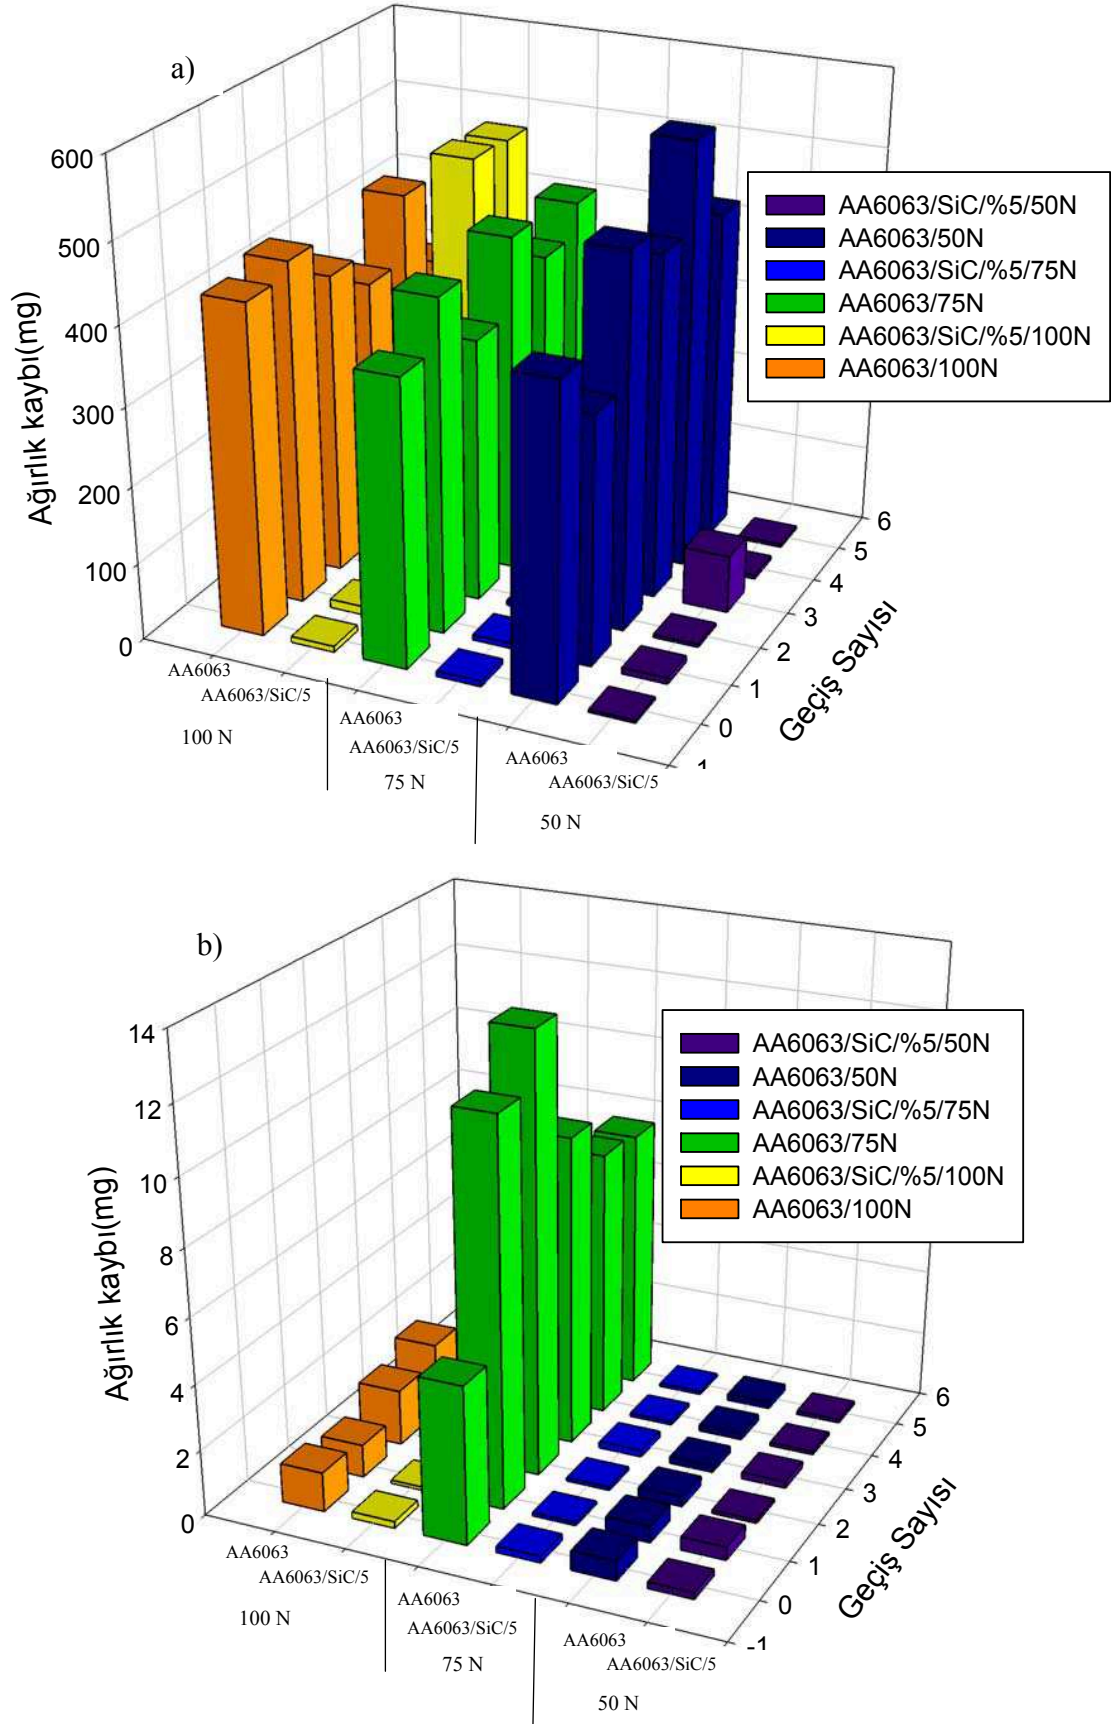 a)
600
500
400
300
200
100
0
Ağırlık kaybı(mg)
AA6063/SiC/%5/50N
AA6063/50N
AA6063/SiC/%5/75N
AA6063/75N
AA6063/SiC/%5/100N
AA6063/100N
6
5
4
3
2
1
0
Geçiş Sayısı
AA6063
AA6063/SiC/5
100 N
AA6063
AA6063/SiC/5
75 N
AA6063
AA6063/SiC/5
50 N
b)
14
12
10
8
6
4
2
0
Ağırlık kaybı(mg)
AA6063/SiC/%5/50N
AA6063/50N
AA6063/SiC/%5/75N
AA6063/75N
AA6063/SiC/%5/100N
AA6063/100N
6
5
4
3
2
1
0
-1
Geçiş Sayısı
AA6063
AA6063/SiC/5
100 N
AA6063
AA6063/SiC/5
75 N
AA6063
AA6063/SiC/5
50 N